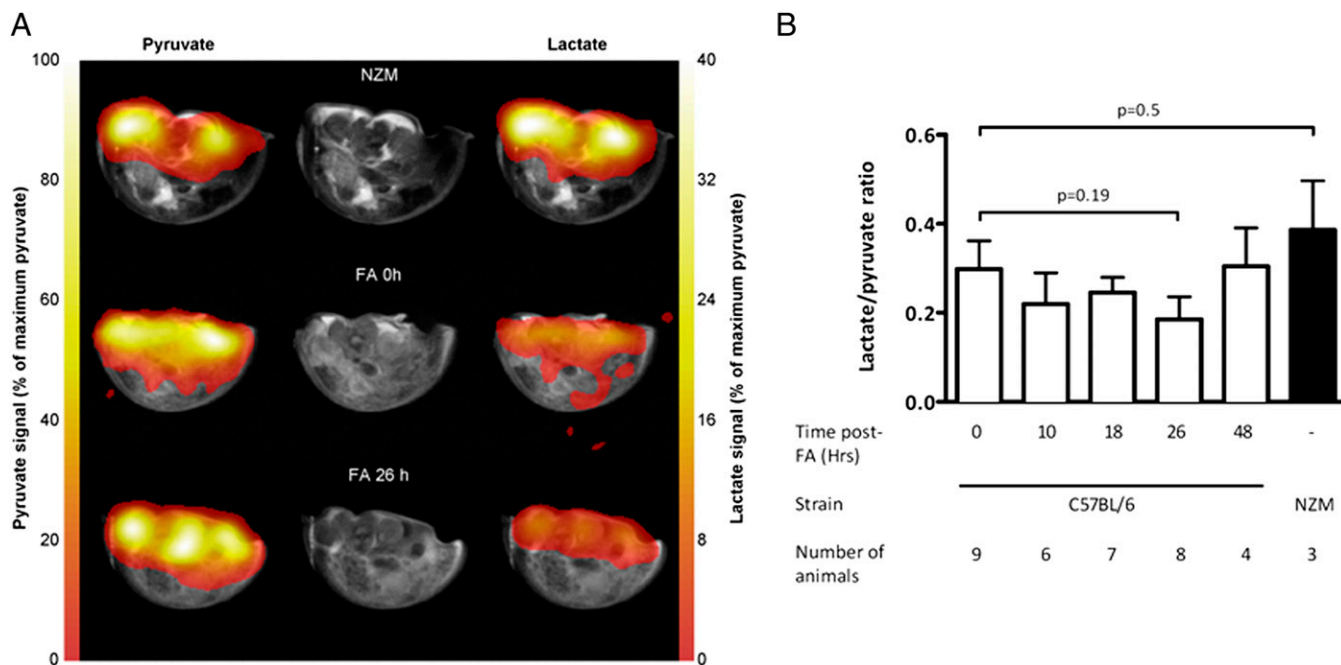 A
Pyruvate
Lactate
Pyruvate signal (% of maximum pyruvate)
100
80
60
40
20
0
NZM
FA 0h
FA 26 h
40
32
24
16
8
0
Lactate signal (% of maximum pyruvate)
B
Lactate/pyruvate ratio
0.6
0.4
0.2
0.0
p=0.5
p=0.19
Time post- 0 10 18 26 48 -
FA (Hrs)
Strain C57BL/6 NZM
Number of 9 6 7 8 4 3
animals